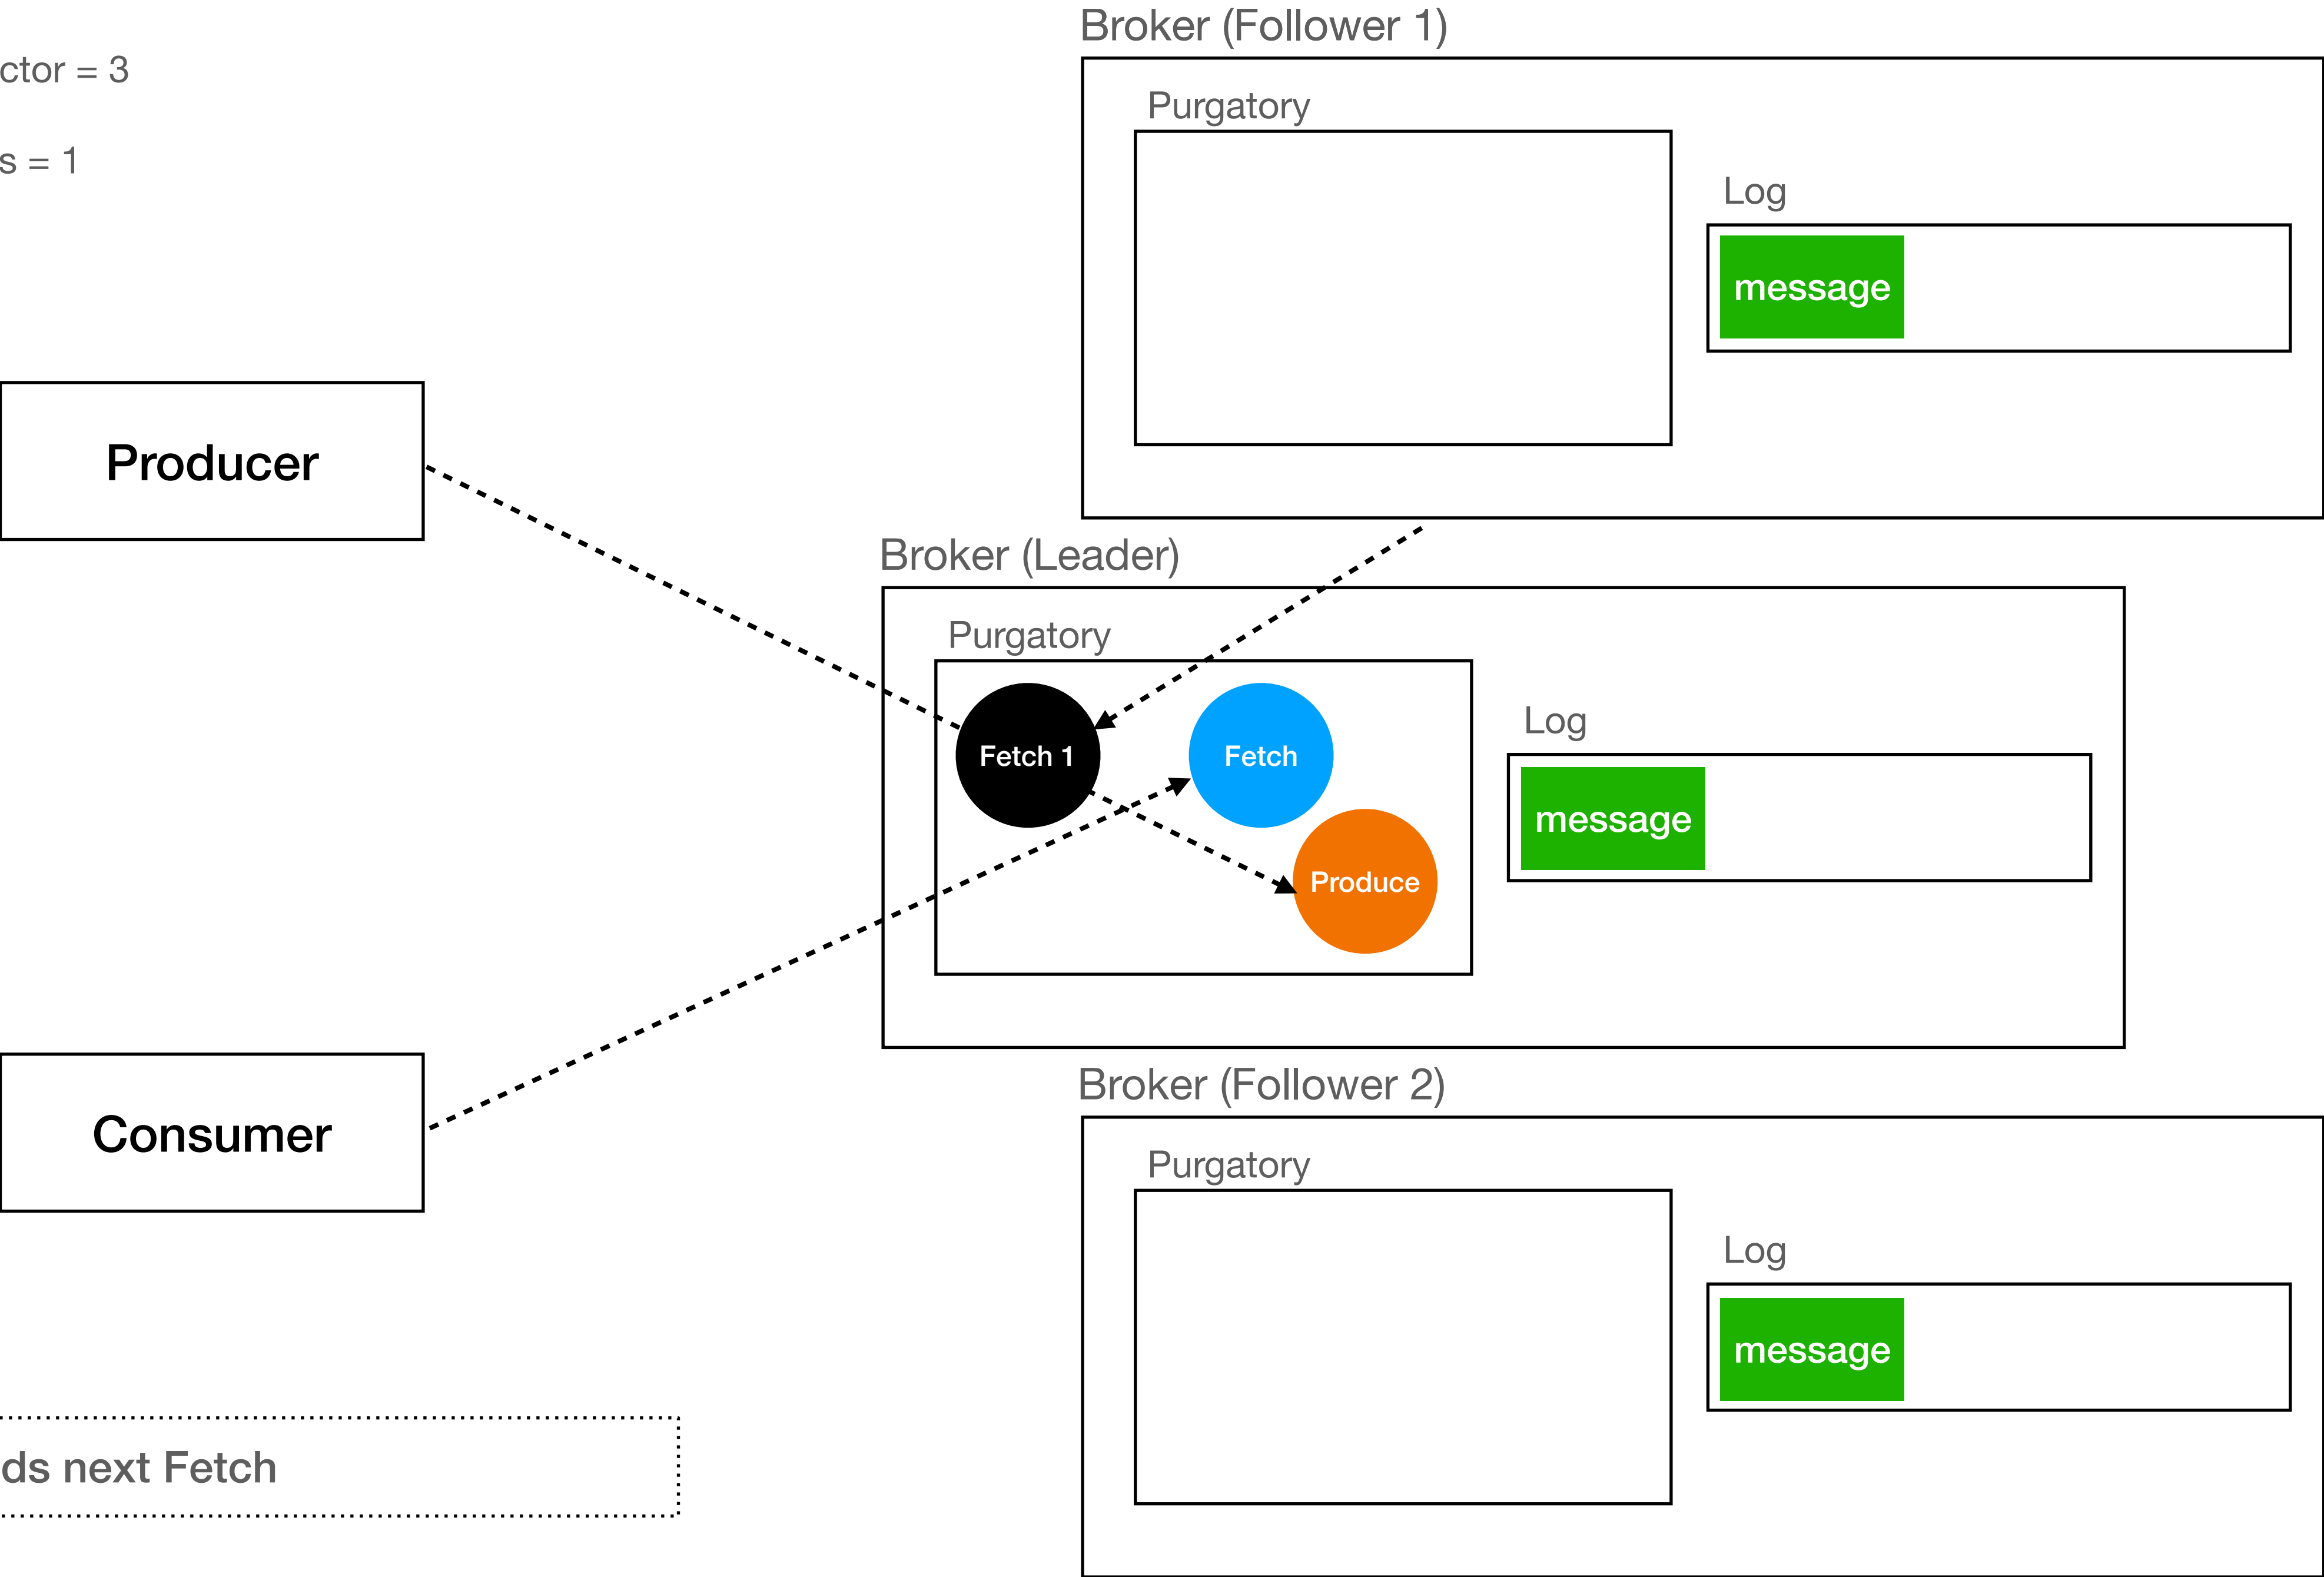 ctor = 3
s = 1
Producer
Consumer
ds next Fetch
Broker (Follower 1)
Purgatory
Log
message
Broker (Leader)
Purgatory
Fetch 1
Fetch
Produce
Log
message
Broker (Follower 2)
Purgatory
Log
message